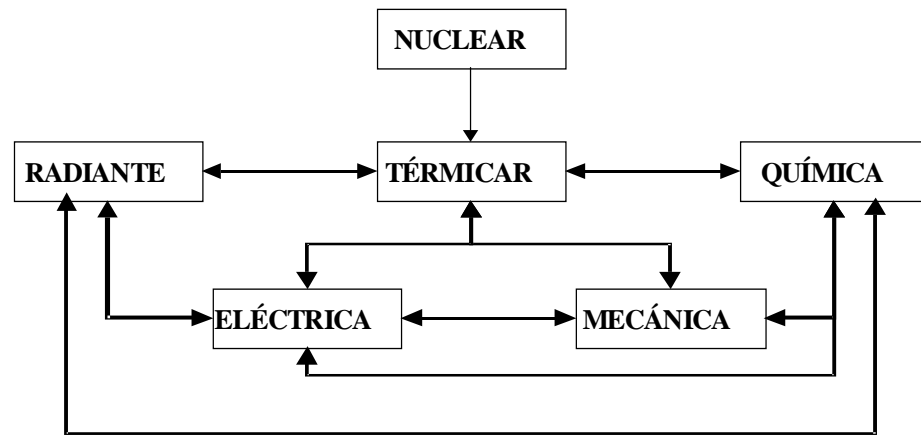 NUCLEAR
RADIANTE
TÉRMICAR
QUÍMICA
ELÉCTRICA
MECÁNICA